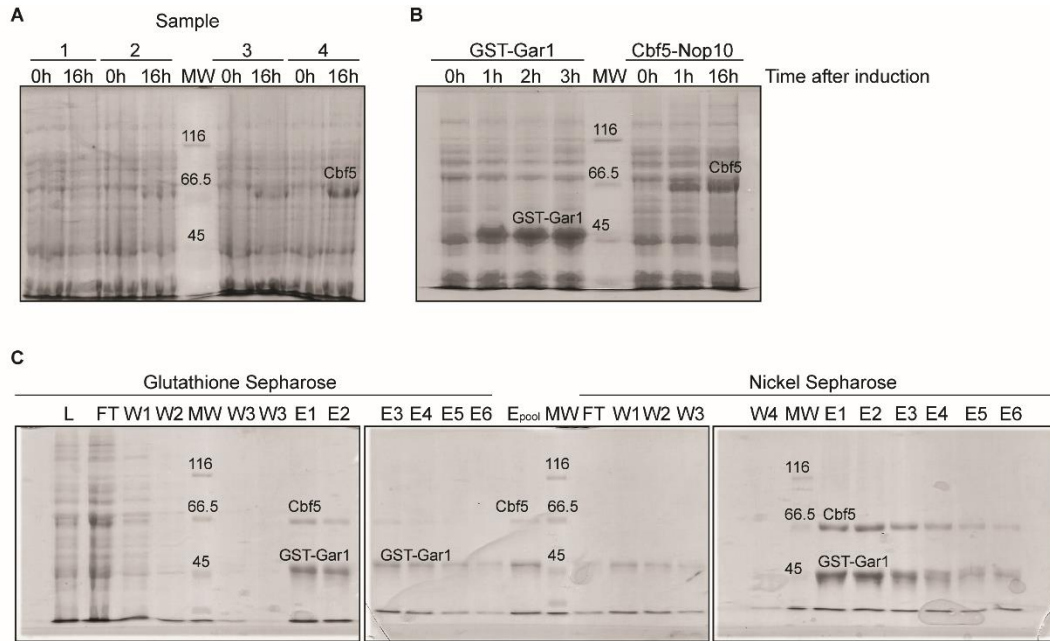 A
Sample
1 2 3 4
0h 16h 0h 16h MW 0h 16h 0h 16h
116
66.5
45
Cbf5
B
GST-Gar1 Cbf5-Nop10
0h 1h 2h 3h MW 0h 1h 16h Time after induction
116
66.5
45
Cbf5
GST-Gar1
C
Glutathione Sepharose Nickel Sepharose
L FT W1 W2 MW W3 W3 E1 E2 E3 E4 E5 E6 Epool MW FT W1 W2 W3 W4 MW E1 E2 E3 E4 E5 E6
116
66.5
45
Cbf5
GST-Gar1
116
66.5
45
Cbf5
GST-Gar1
116
66.5
45
Cbf5
GST-Gar1